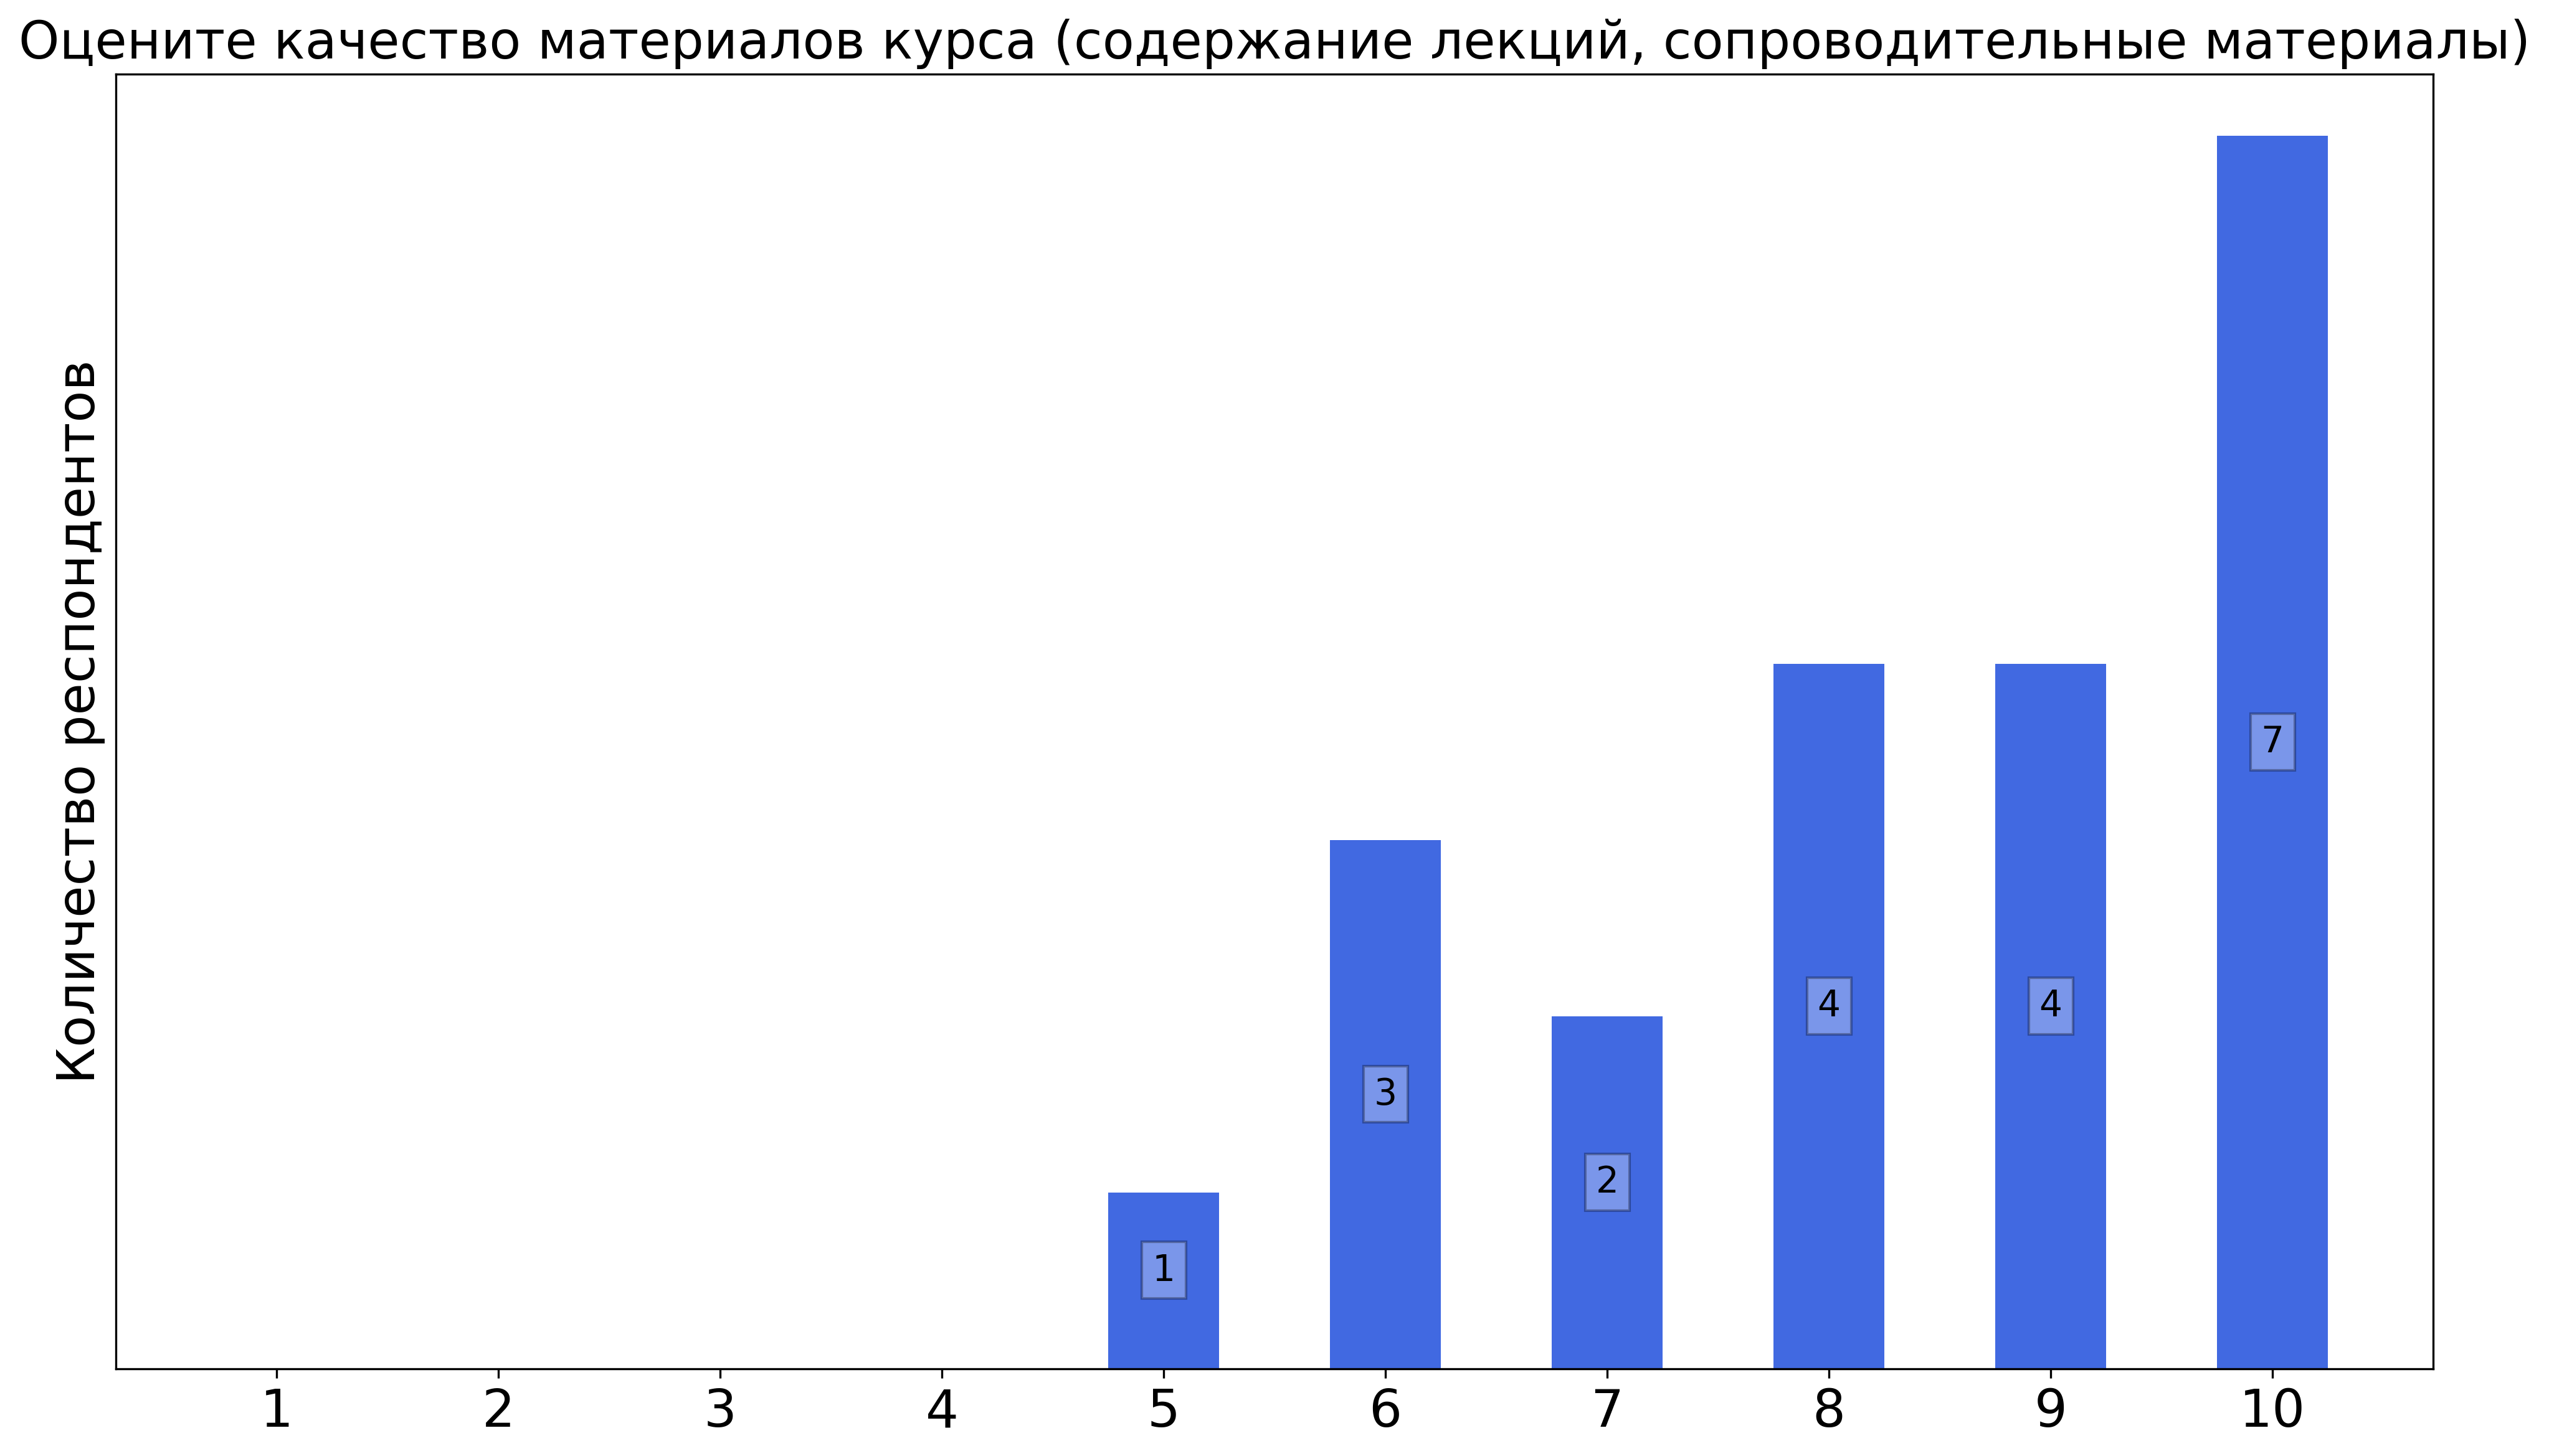 Оцените качество материалов курса (содержание лекций, сопроводительные материалы)
Количество респондентов
7
4
4
3
2
1
1 2 3 4 5 6 7 8 9 10